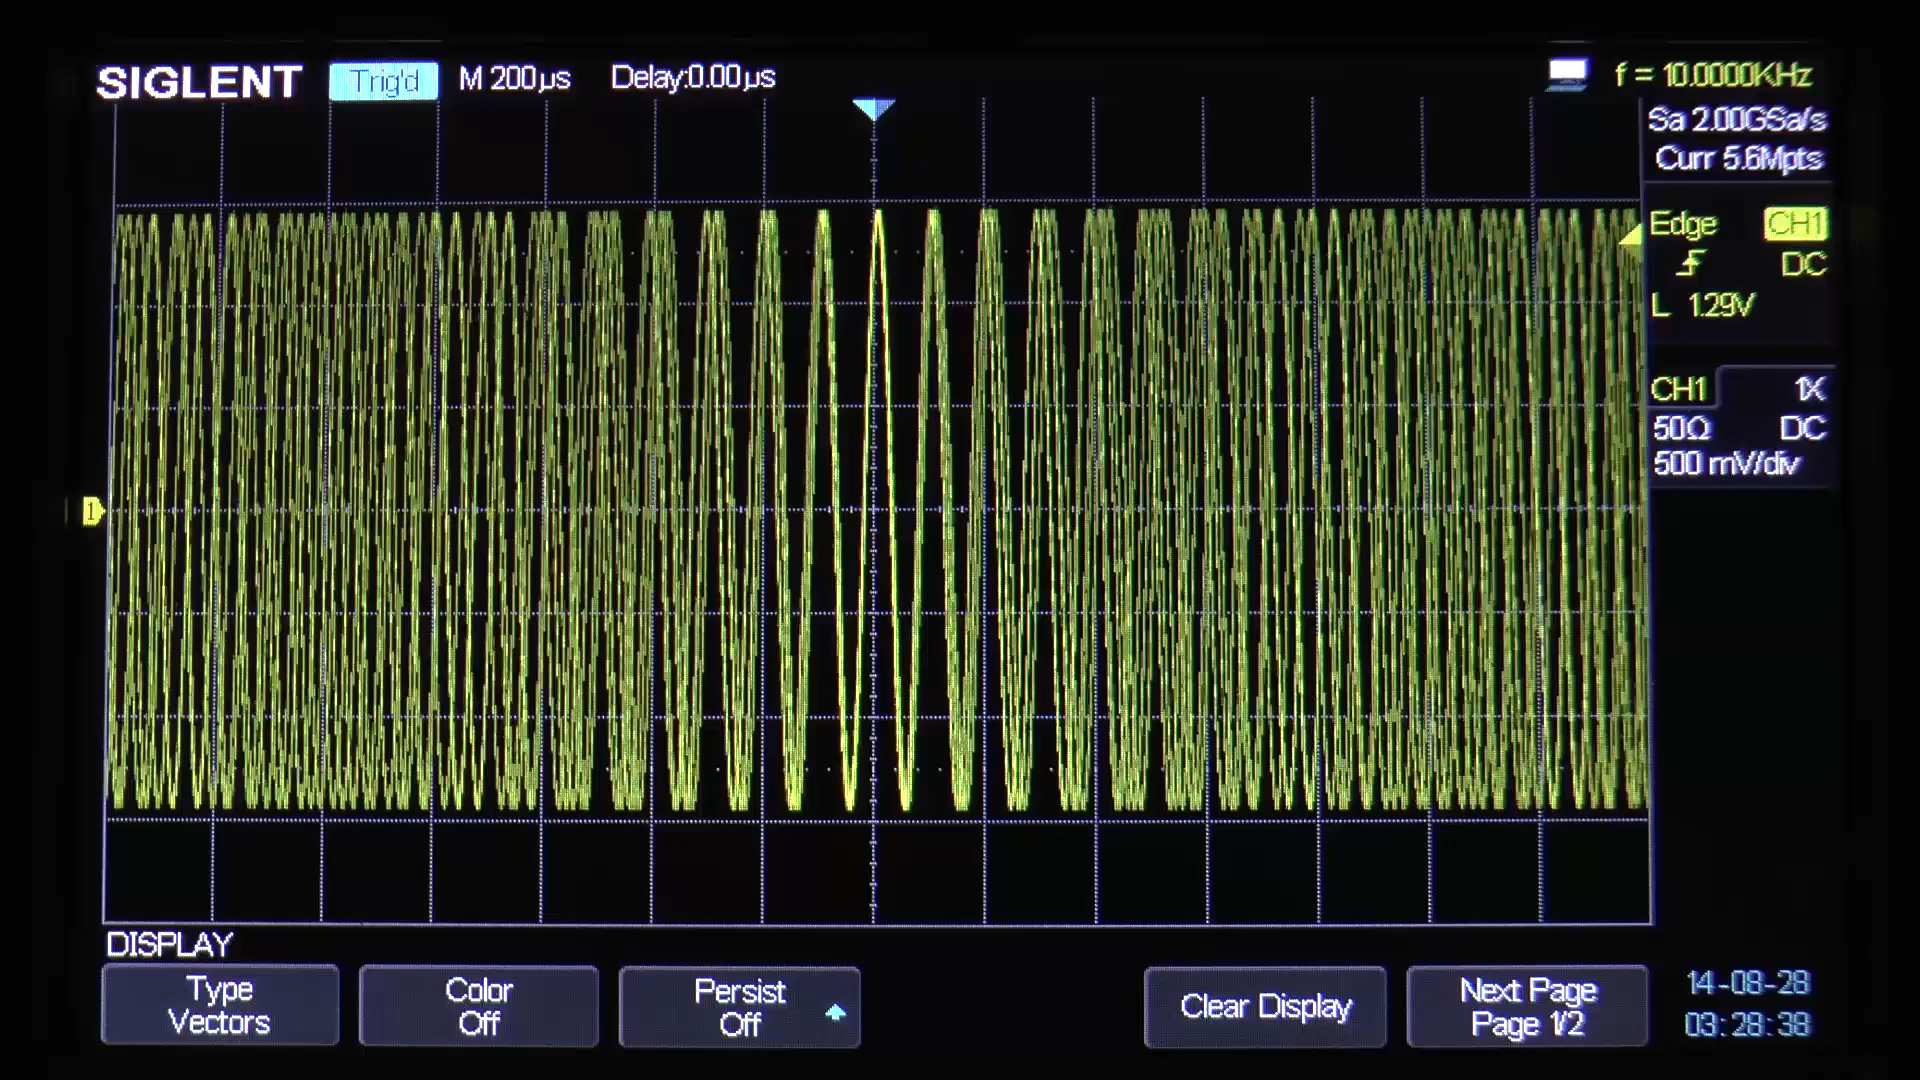 SIGLENT Trig'd M 200µs Delay:0.00µs f = 10.0000KHz
Sa 2.00GSa/s
Curr 5.6Mpts
Edge CH1
DC
L 1.29V
CH1 1X
50Ω DC
500 mV/div
1
DISPLAY
Type
Vectors
Color
Off
Persist
Off
Clear Display
Next Page
Page 1/2
14-08-28
03:28:38